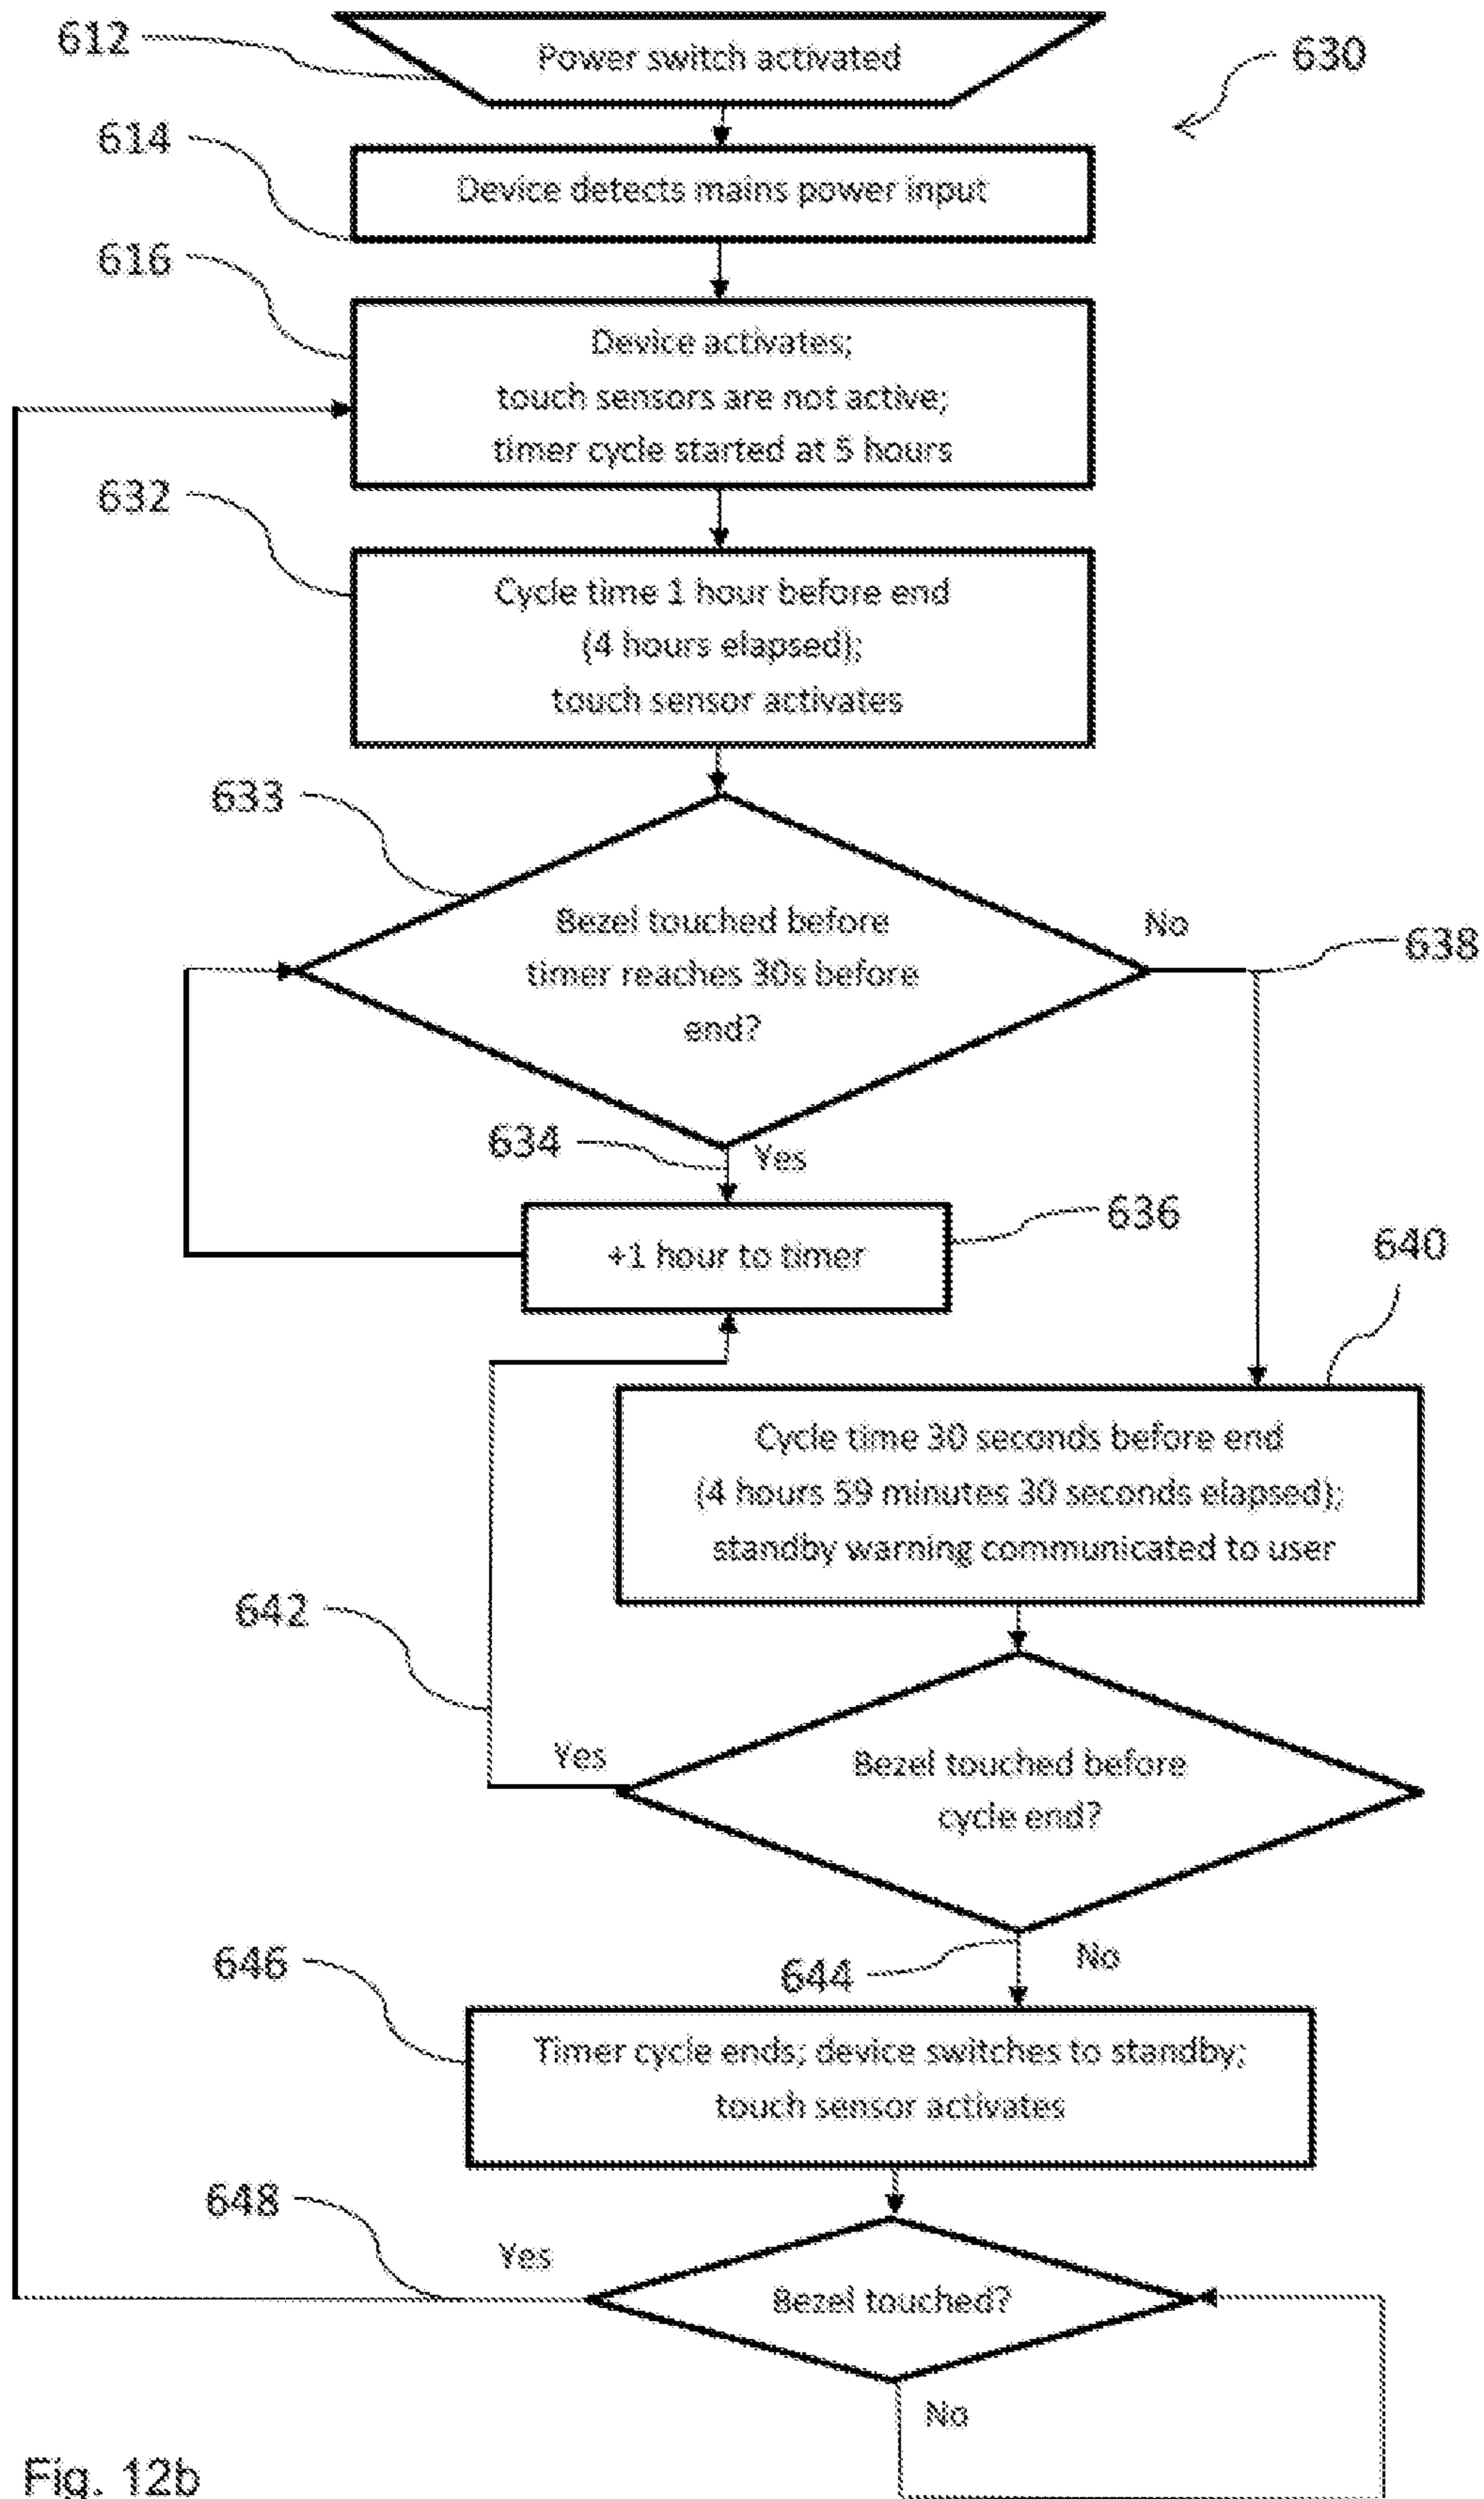 612
Power switch activated
630
614
Device detects mains power input
616
Device activates;
touch sensors are not active;
timer cycle started at 5 hours
632
Cycle time 1 hour before end
(4 hours elapsed);
touch sensor activates
633
Bezel touched before
timer reaches 30s before
end?
No
638
634
Yes
636
+1 hour to timer
640
Cycle time 30 seconds before end
(4 hours 59 minutes 30 seconds elapsed);
standby warning communicated to user
642
Yes
Bezel touched before
cycle end?
646
644
No
Timer cycle ends; device switches to standby;
touch sensor activates
648
Yes
Bezel touched?
No
Fig. 12b